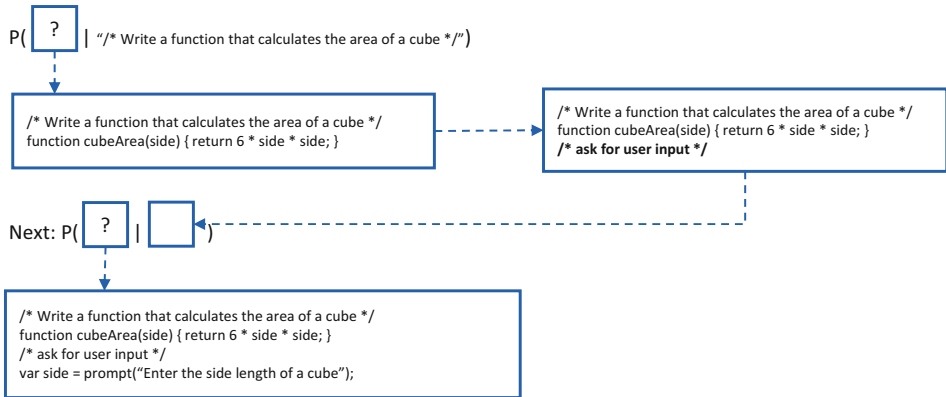 P( ? | “/* Write a function that calculates the area of a cube */”)
/* Write a function that calculates the area of a cube */
function cubeArea(side) { return 6 * side * side; }
/* Write a function that calculates the area of a cube */
function cubeArea(side) { return 6 * side * side; }
/* ask for user input */
Next: P( ? | )
/* Write a function that calculates the area of a cube */
function cubeArea(side) { return 6 * side * side; }
/* ask for user input */
var side = prompt(“Enter the side length of a cube”);